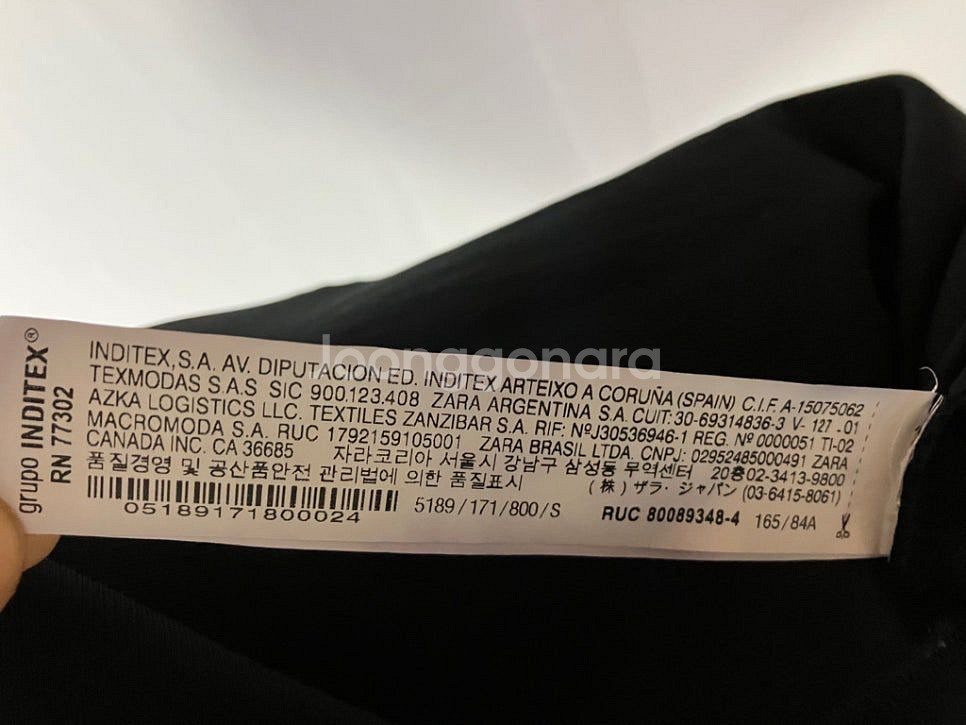 grupo INDITEX®
RN 77302
INDITEX,S.A. AV. DIPUTACION ED. INDITEX ARTEIXO A CORUÑA (SPAIN) C.I.F. A-15075062
TEXMODAS S.A.S SIC 900.123.408 ZARA ARGENTINA S.A. CUIT: 30-69314836-3 V- 127 -01
AZKA LOGISTICS LLC. TEXTILES ZANZIBAR S.A. RIF: NºJ30536946-1 REG. Nº 0000051 TI-02
MACROMODA S.A. RUC 1792159105001 ZARA BRASIL LTDA. CNPJ: 02952485000491 ZARA
CANADA INC. CA 36685 자라코리아 서울시 강남구 삼성동 무역센터 20층02-3413-9800
품질경영 및 공산품안전 관리법에 의한 품질표시 (株) ザラ・ジャパン (03-6415-8061)
05189171800024 5189/171/800/S RUC 80089348-4 165/84A
joonggonara